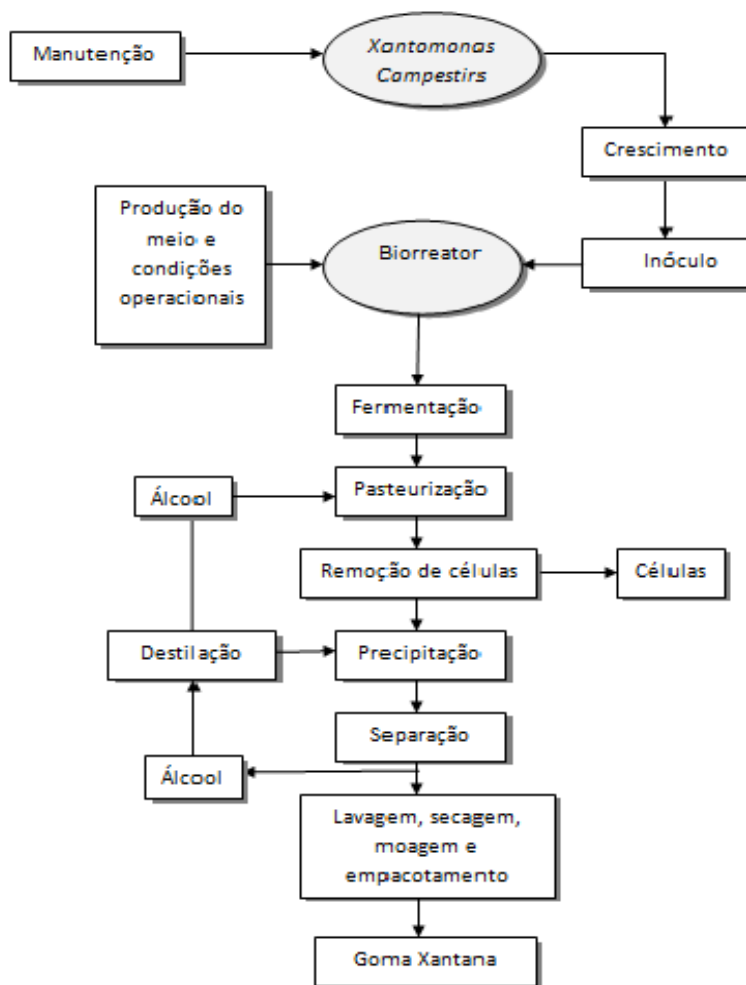 Manutenção
Xantomonas
Campestirs
Crescimento
Produção do
meio e
condições
operacionais
Biorreator
Inóculo
Fermentação
Álcool
Pasteurização
Remoção de células
Células
Destilação
Precipitação
Separação
Álcool
Lavagem, secagem,
moagem e
empacotamento
Goma Xantana